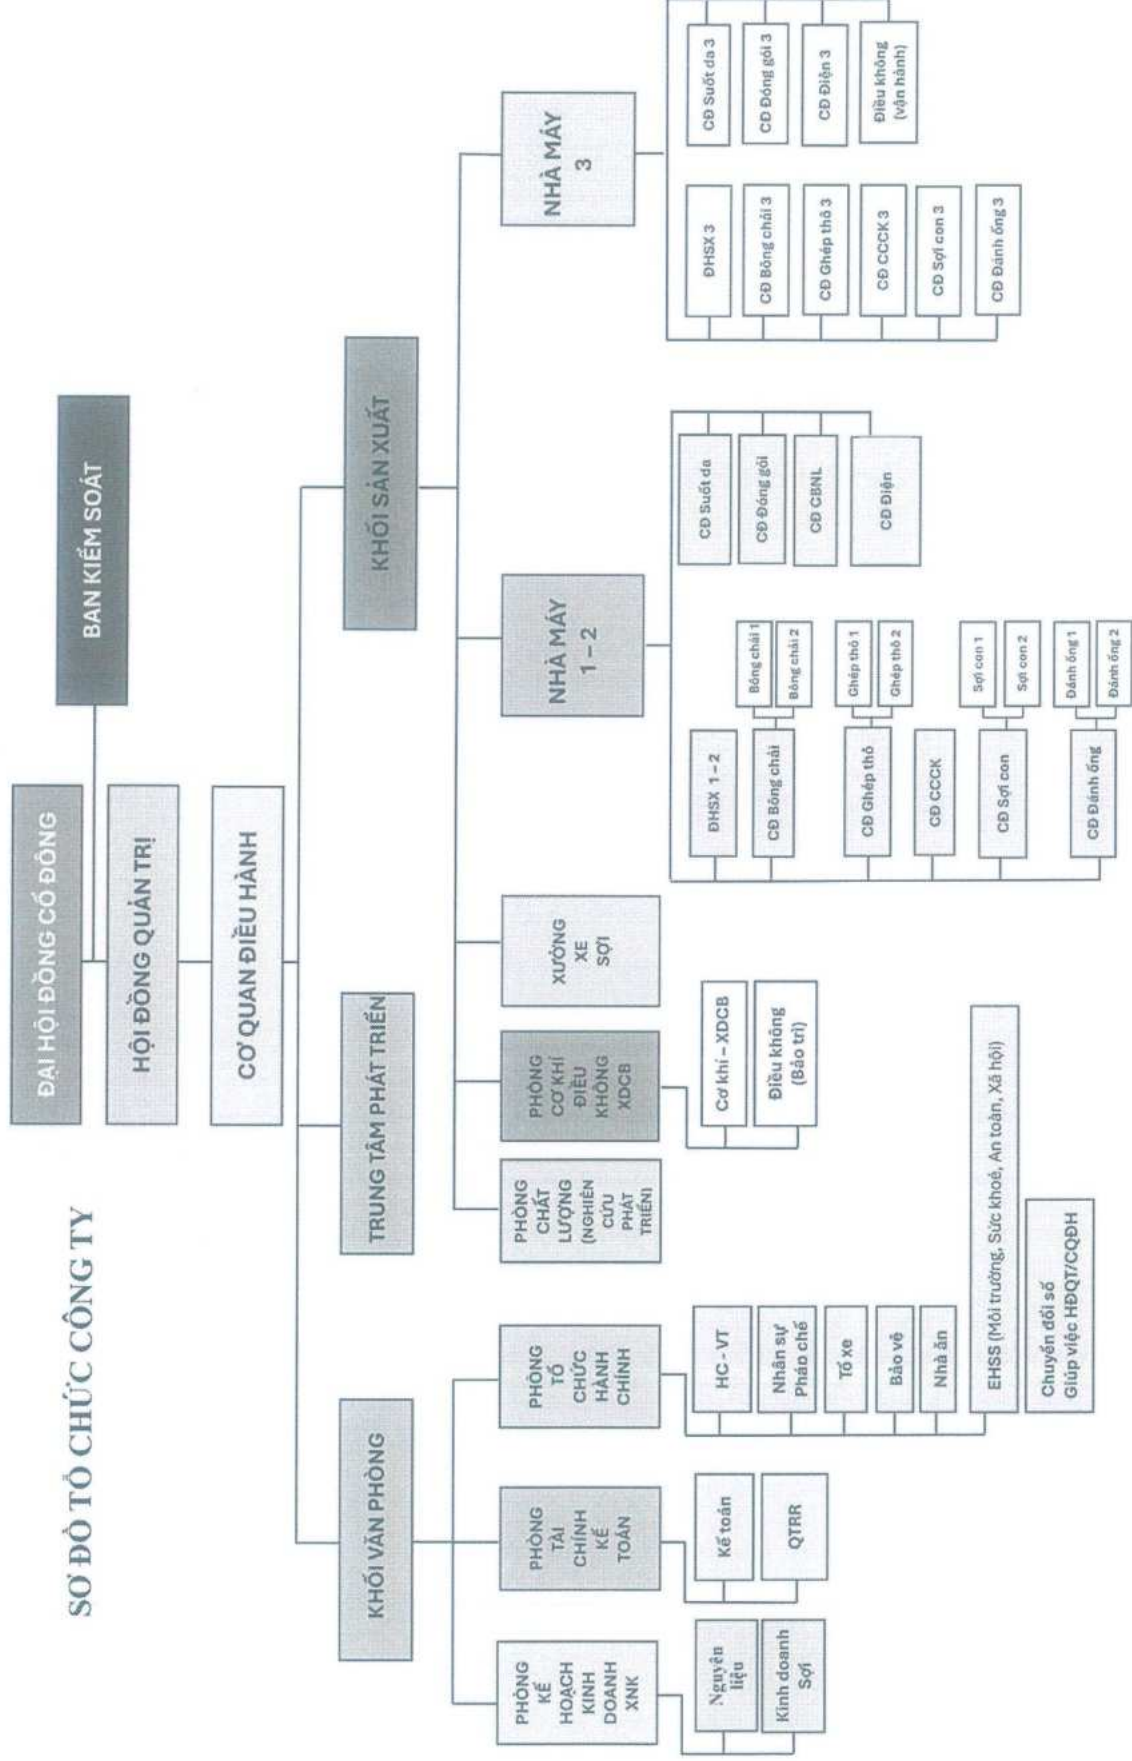 SƠ ĐỒ TỔ CHỨC CÔNG TY
ĐẠI HỘI ĐỒNG CỔ ĐÔNG
BAN KIỂM SOÁT
HỘI ĐỒNG QUẢN TRỊ
CƠ QUAN ĐIỀU HÀNH
KHỐI VĂN PHÒNG
TRUNG TÂM PHÁT TRIỂN
KHỐI SẢN XUẤT
PHÒNG
KẾ
HOẠCH
KINH
DOANH
XNK
PHÒNG
TÀI
CHÍNH
KẾ
TOÁN
PHÒNG
TỔ
CHỨC
HÀNH
CHÍNH
PHÒNG
CHẤT
LƯỢNG
(NGHIÊN
CỨU
PHÁT
TRIỂN)
PHÒNG
CƠ KHÍ
ĐIỀU
KHÔNG
XDCB
XƯỞNG
XE
SỢI
NHÀ MÁY
1 – 2
NHÀ MÁY
3
Nguyên
liệu
Kinh doanh
Sợi
Kế toán
QTRR
HC - VT
Nhân sự
Pháp chế
Tổ xe
Bảo vệ
Nhà ăn
EHSS (Môi trường, Sức khoẻ, An toàn, Xã hội)
Chuyển đổi số
Giúp việc HĐQT/CQĐH
Cơ khí – XDCB
Điều không
(Bảo trì)
ĐHSX 1 – 2
CĐ Bông chải
Bông chải 1
Bông chải 2
CĐ Ghép thô
Ghép thô 1
Ghép thô 2
CĐ CCCK
CĐ Sợi con
Sợi con 1
Sợi con 2
CĐ Đánh ống
Đánh ống 1
Đánh ống 2
CĐ Suốt da
CĐ Đóng gói
CĐ CBNL
CĐ Điện
ĐHSX 3
CĐ Bông chải 3
CĐ Ghép thô 3
CĐ CCCK 3
CĐ Sợi con 3
CĐ Đánh ống 3
CĐ Suốt da 3
CĐ Đóng gói 3
CĐ Điện 3
Điều không
(vận hành)